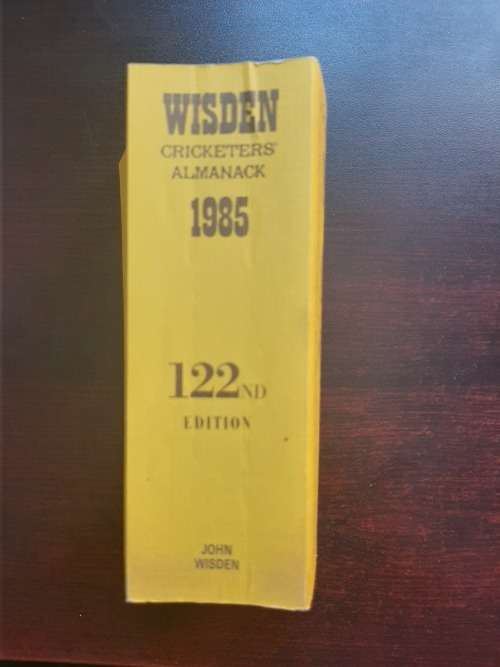 WISDEN
CRICKETERS'
ALMANACK
1985
122ND
EDITION
JOHN
WISDEN